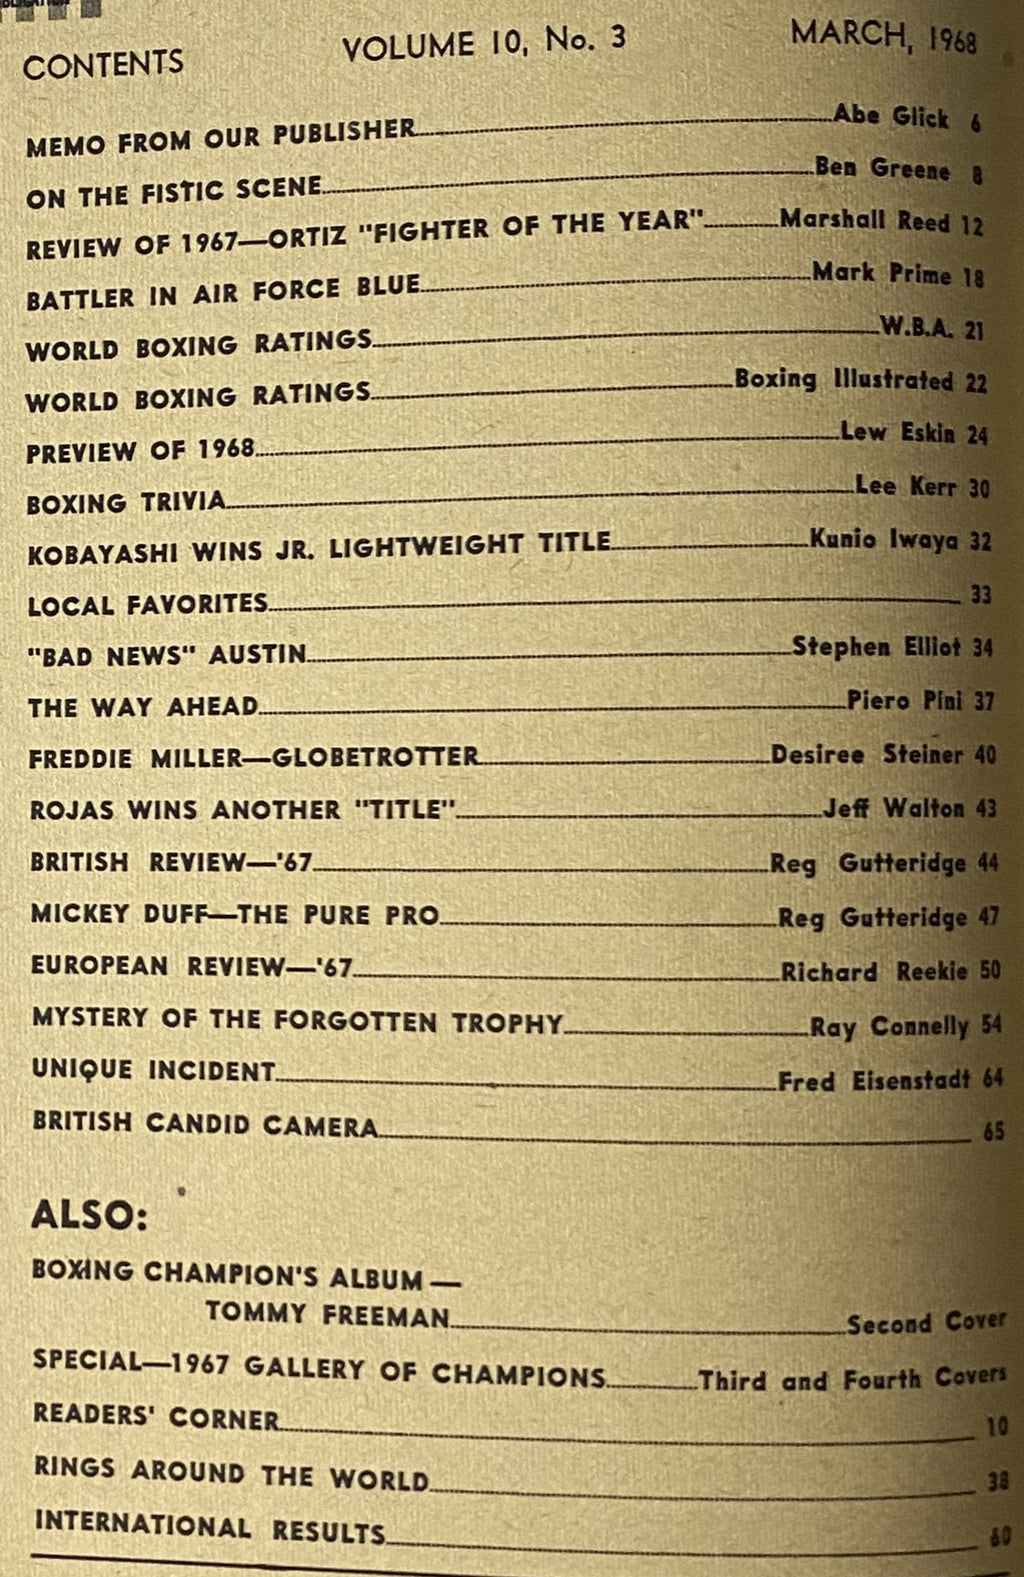 CONTENTS VOLUME 10, No. 3 MARCH, 1968
MEMO FROM OUR PUBLISHER Abe Glick 6
ON THE FISTIC SCENE Ben Greene 8
REVIEW OF 1967—ORTIZ "FIGHTER OF THE YEAR" Marshall Reed 12
BATTLER IN AIR FORCE BLUE Mark Prime 18
WORLD BOXING RATINGS W.B.A. 21
WORLD BOXING RATINGS Boxing Illustrated 22
PREVIEW OF 1968 Lew Eskin 24
BOXING TRIVIA Lee Kerr 30
KOBAYASHI WINS JR. LIGHTWEIGHT TITLE Kunio Iwaya 32
LOCAL FAVORITES 33
"BAD NEWS" AUSTIN Stephen Elliot 34
THE WAY AHEAD Piero Pini 37
FREDDIE MILLER—GLOBETROTTER Desiree Steiner 40
ROJAS WINS ANOTHER "TITLE" Jeff Walton 43
BRITISH REVIEW—'67 Reg Gutteridge 44
MICKEY DUFF—THE PURE PRO Reg Gutteridge 47
EUROPEAN REVIEW—'67 Richard Reekie 50
MYSTERY OF THE FORGOTTEN TROPHY Ray Connelly 54
UNIQUE INCIDENT Fred Eisenstadt 64
BRITISH CANDID CAMERA 65
ALSO:
BOXING CHAMPION'S ALBUM —
TOMMY FREEMAN Second Cover
SPECIAL—1967 GALLERY OF CHAMPIONS Third and Fourth Covers
READERS' CORNER 10
RINGS AROUND THE WORLD 38
INTERNATIONAL RESULTS 60